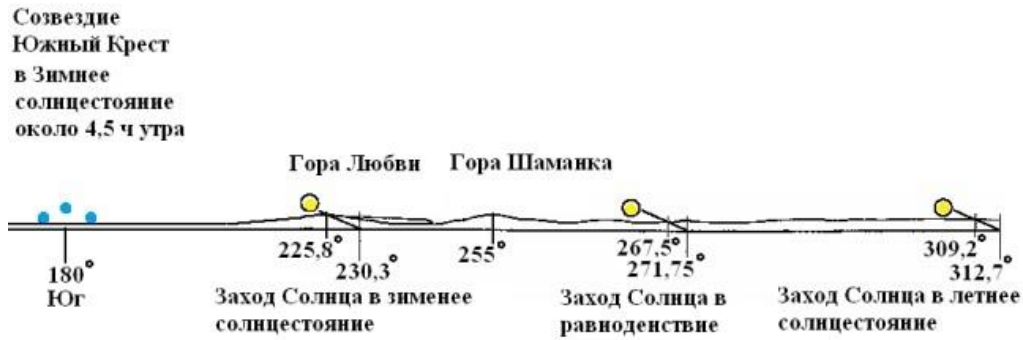 Созвездие
Южный Крест
в Зимнее
солнцестояние
около 4,5 ч утра
Гора Любви
Гора Шаманка
180°
Юг
225,8°
230,3°
Заход Солнца в зименее
солнцестояние
255°
267,5°
271,75°
Заход Солнца в
равноденствие
309,2°
312,7°
Заход Солнца в летнее
солнцестояние